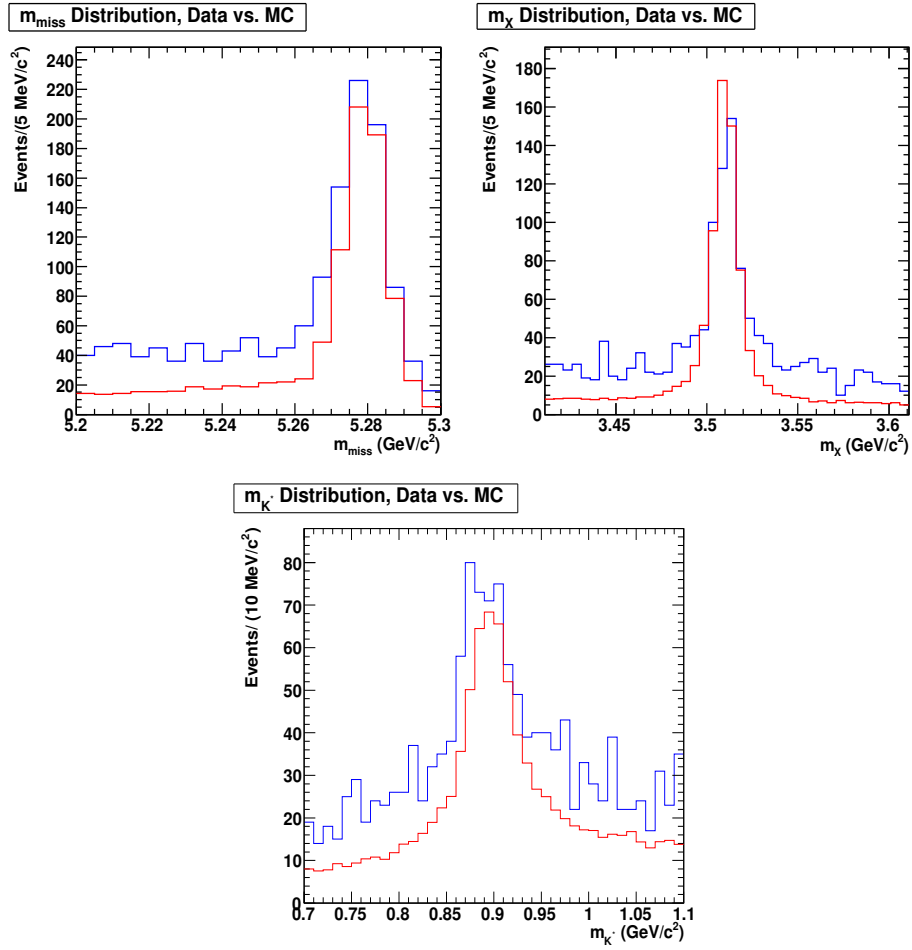 m_miss Distribution, Data vs. MC
Events/(5 MeV/c²)
240
220
200
180
160
140
120
100
80
60
40
20
0
5.2 5.22 5.24 5.26 5.28 5.3
m_miss (GeV/c²)
m_X Distribution, Data vs. MC
Events/(5 MeV/c²)
180
160
140
120
100
80
60
40
20
0
3.45 3.5 3.55 3.6
m_X (GeV/c²)
m_K* Distribution, Data vs. MC
Events/ (10 MeV/c²)
80
70
60
50
40
30
20
10
0
0.7 0.75 0.8 0.85 0.9 0.95 1 1.05 1.1
m_K* (GeV/c²)